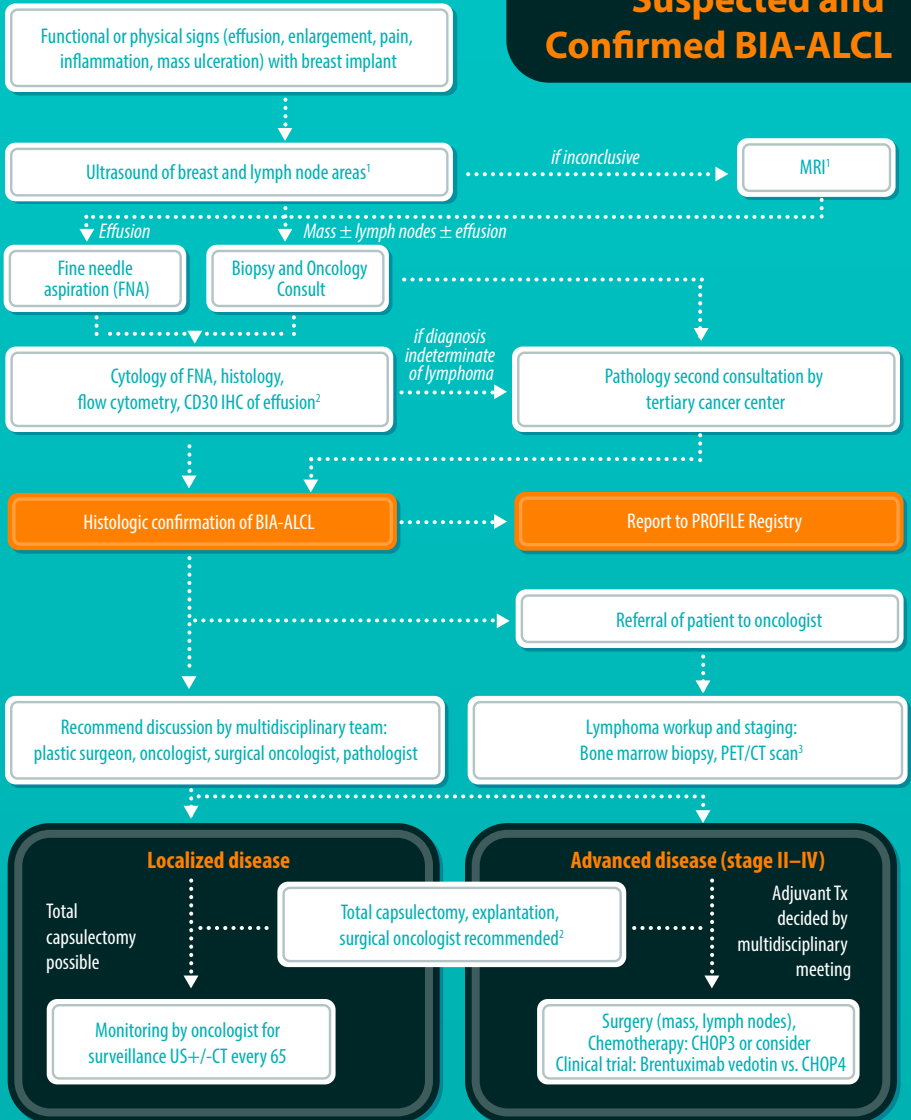 Suspected and
Confirmed BIA-ALCL
Functional or physical signs (effusion, enlargement, pain,
inflammation, mass ulceration) with breast implant
Ultrasound of breast and lymph node areas¹
if inconclusive
MRI¹
Effusion
Mass ± lymph nodes ± effusion
Fine needle
aspiration (FNA)
Biopsy and Oncology
Consult
Cytology of FNA, histology,
flow cytometry, CD30 IHC of effusion²
if diagnosis
indeterminate
of lymphoma
Pathology second consultation by
tertiary cancer center
Histologic confirmation of BIA-ALCL
Report to PROFILE Registry
Referral of patient to oncologist
Recommend discussion by multidisciplinary team:
plastic surgeon, oncologist, surgical oncologist, pathologist
Lymphoma workup and staging:
Bone marrow biopsy, PET/CT scan³
Localized disease
Total
capsulectomy
possible
Total capsulectomy, explantation,
surgical oncologist recommended²
Monitoring by oncologist for
surveillance US+/-CT every 65
Advanced disease (stage II–IV)
Adjuvant Tx
decided by
multidisciplinary
meeting
Surgery (mass, lymph nodes),
Chemotherapy: CHOP3 or consider
Clinical trial: Brentuximab vedotin vs. CHOP4